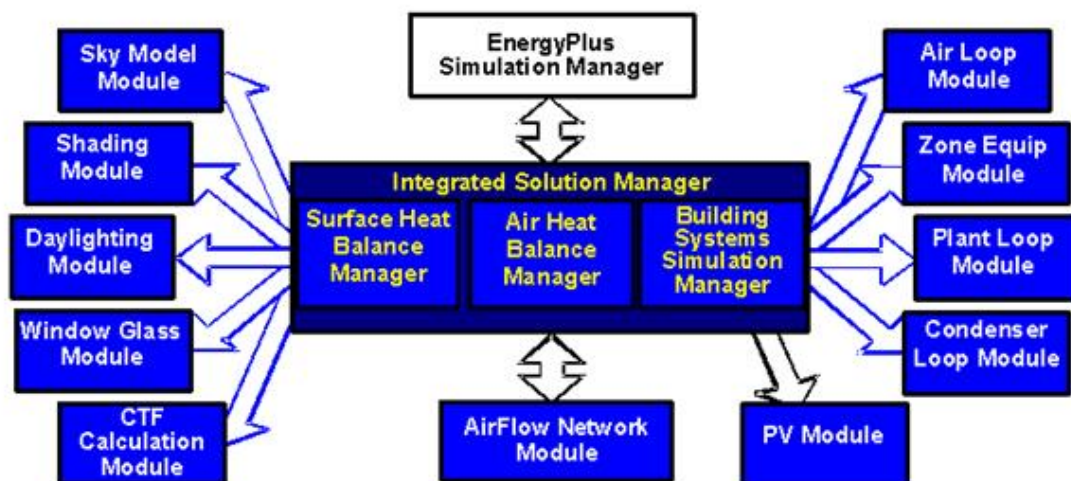 EnergyPlus
Simulation Manager
Sky Model
Module
Shading
Module
Daylighting
Module
Window Glass
Module
CTF
Calculation
Module
Integrated Solution Manager
Surface Heat
Balance
Manager
Air Heat
Balance
Manager
Building
Systems
Simulation
Manager
AirFlow Network
Module
Air Loop
Module
Zone Equip
Module
Plant Loop
Module
Condenser
Loop Module
PV Module